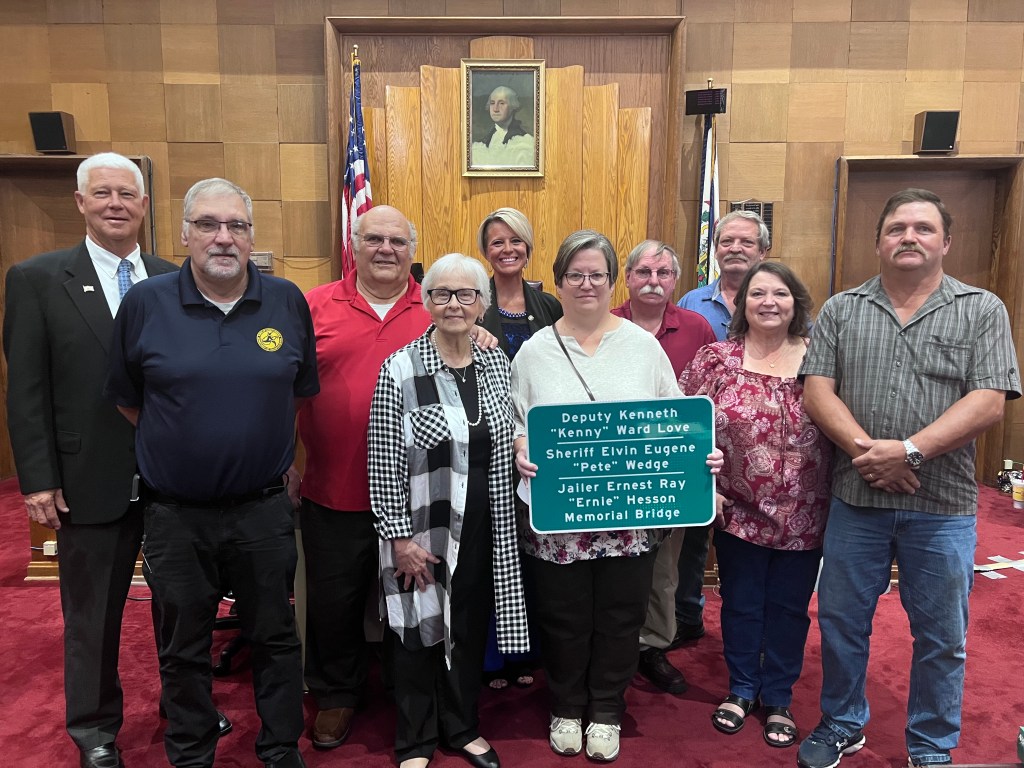 Deputy Kenneth
"Kenny" Ward Love
Sheriff Elvin Eugene
"Pete" Wedge
Jailer Ernest Ray
"Ernie" Hesson
Memorial Bridge